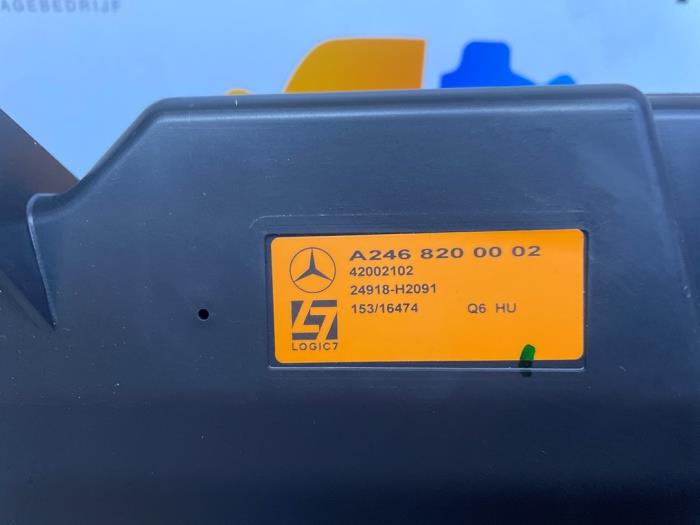 AGEBEDRIJF
A246 820 00 02
42002102
24918-H2091
153/16474 Q6 HU
LOGIC7